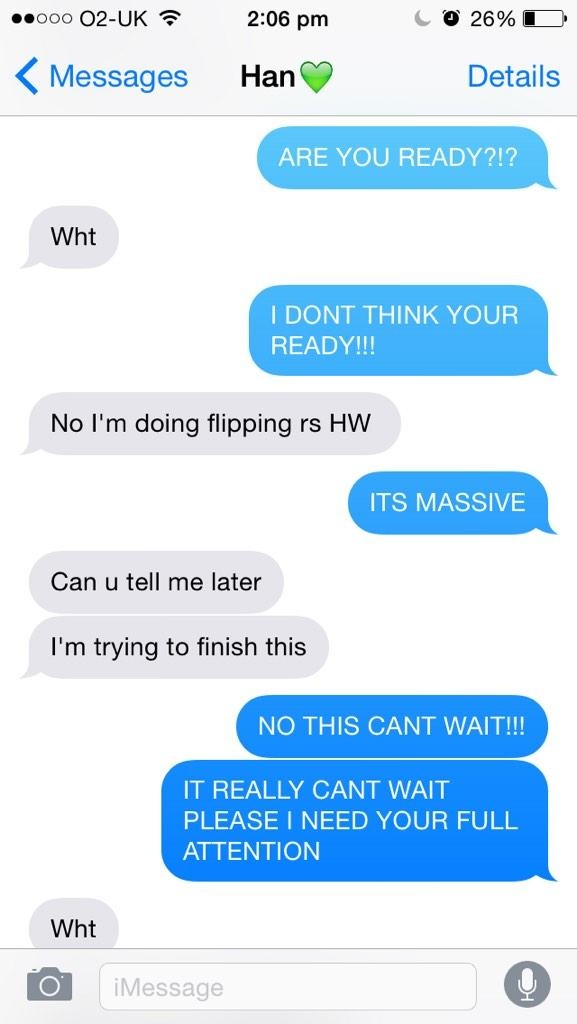 O2-UK 2:06 pm 26%
Messages Han💚 Details
ARE YOU READY?!?
Wht
I DONT THINK YOUR
READY!!!
No I'm doing flipping rs HW
ITS MASSIVE
Can u tell me later
I'm trying to finish this
NO THIS CANT WAIT!!!
IT REALLY CANT WAIT
PLEASE I NEED YOUR FULL
ATTENTION
Wht
iMessage